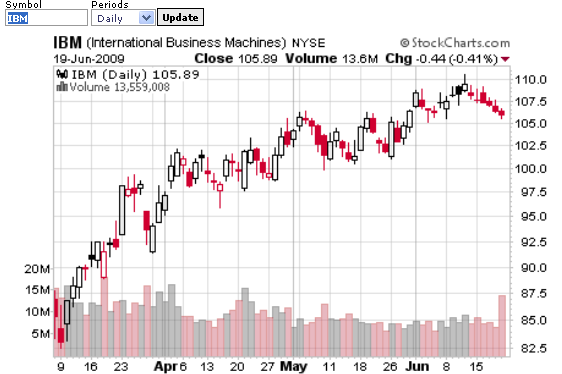 Symbol Periods
IBM Daily Update
IBM (International Business Machines) NYSE © StockCharts.com
19-Jun-2009 Close 105.89 Volume 13.6M Chg -0.44 (-0.41%)
IBM (Daily) 105.89
Volume 13,559,008
110.0
107.5
105.0
102.5
100.0
97.5
95.0
92.5
20M 90.0
15M 87.5
10M 85.0
5M 82.5
9 16 23 Apr 6 13 20 27 May 11 18 26 Jun 8 15